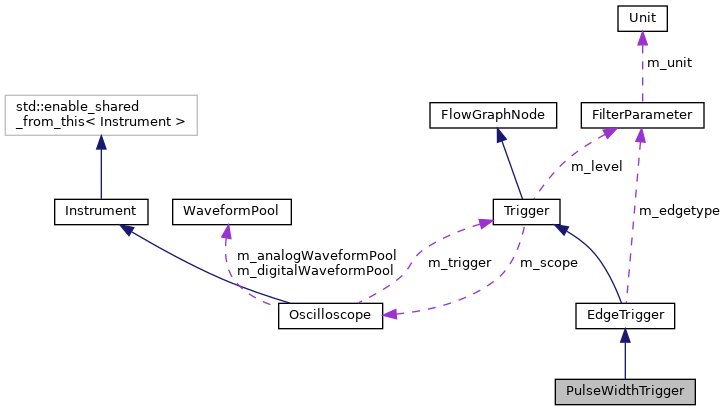 Unit
m_unit
std::enable_shared
_from_this< Instrument >
FlowGraphNode
FilterParameter
m_level
Instrument
WaveformPool
Trigger
m_edgetype
m_analogWaveformPool
m_digitalWaveformPool
m_trigger
m_scope
Oscilloscope
EdgeTrigger
PulseWidthTrigger